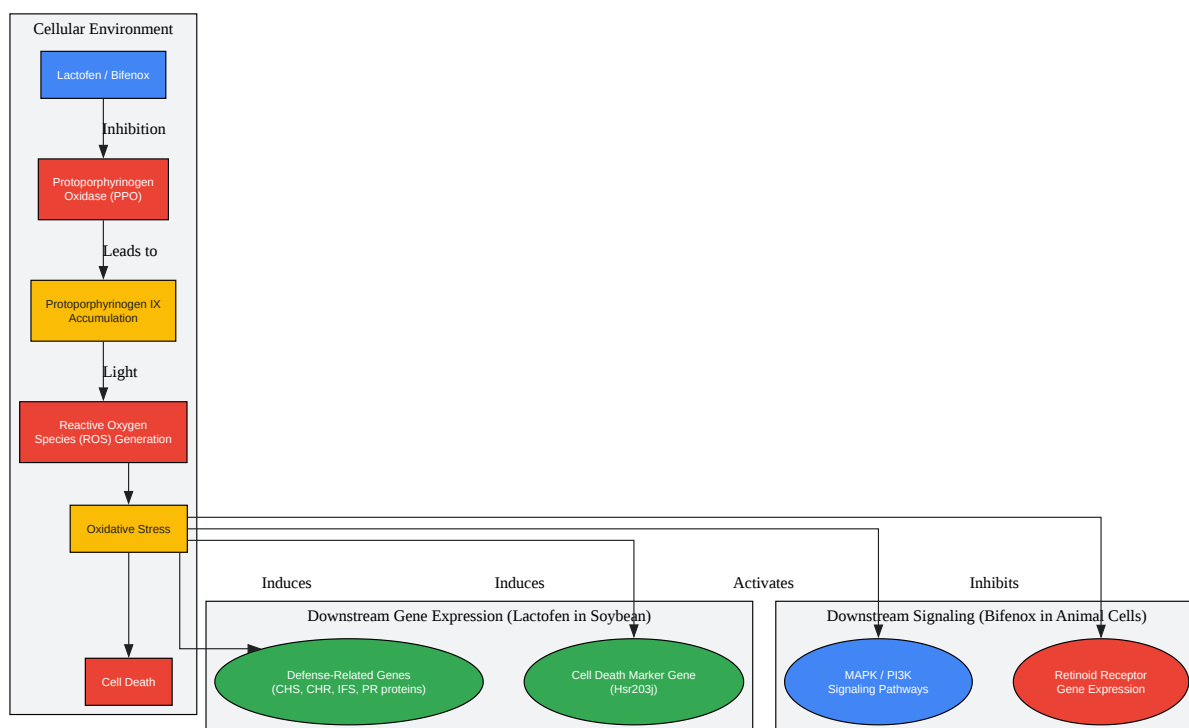 Cellular Environment
Lactofen / Bifenox
Inhibition
Protoporphyrinogen
Oxidase (PPO)
Leads to
Protoporphyrinogen IX
Accumulation
Light
Reactive Oxygen
Species (ROS) Generation
Oxidative Stress
Cell Death
Induces
Induces
Activates
Inhibits
Downstream Gene Expression (Lactofen in Soybean)
Defense-Related Genes
(CHS, CHR, IFS, PR proteins)
Cell Death Marker Gene
(Hsr203j)
Downstream Signaling (Bifenox in Animal Cells)
MAPK / PI3K
Signaling Pathways
Retinoid Receptor
Gene Expression